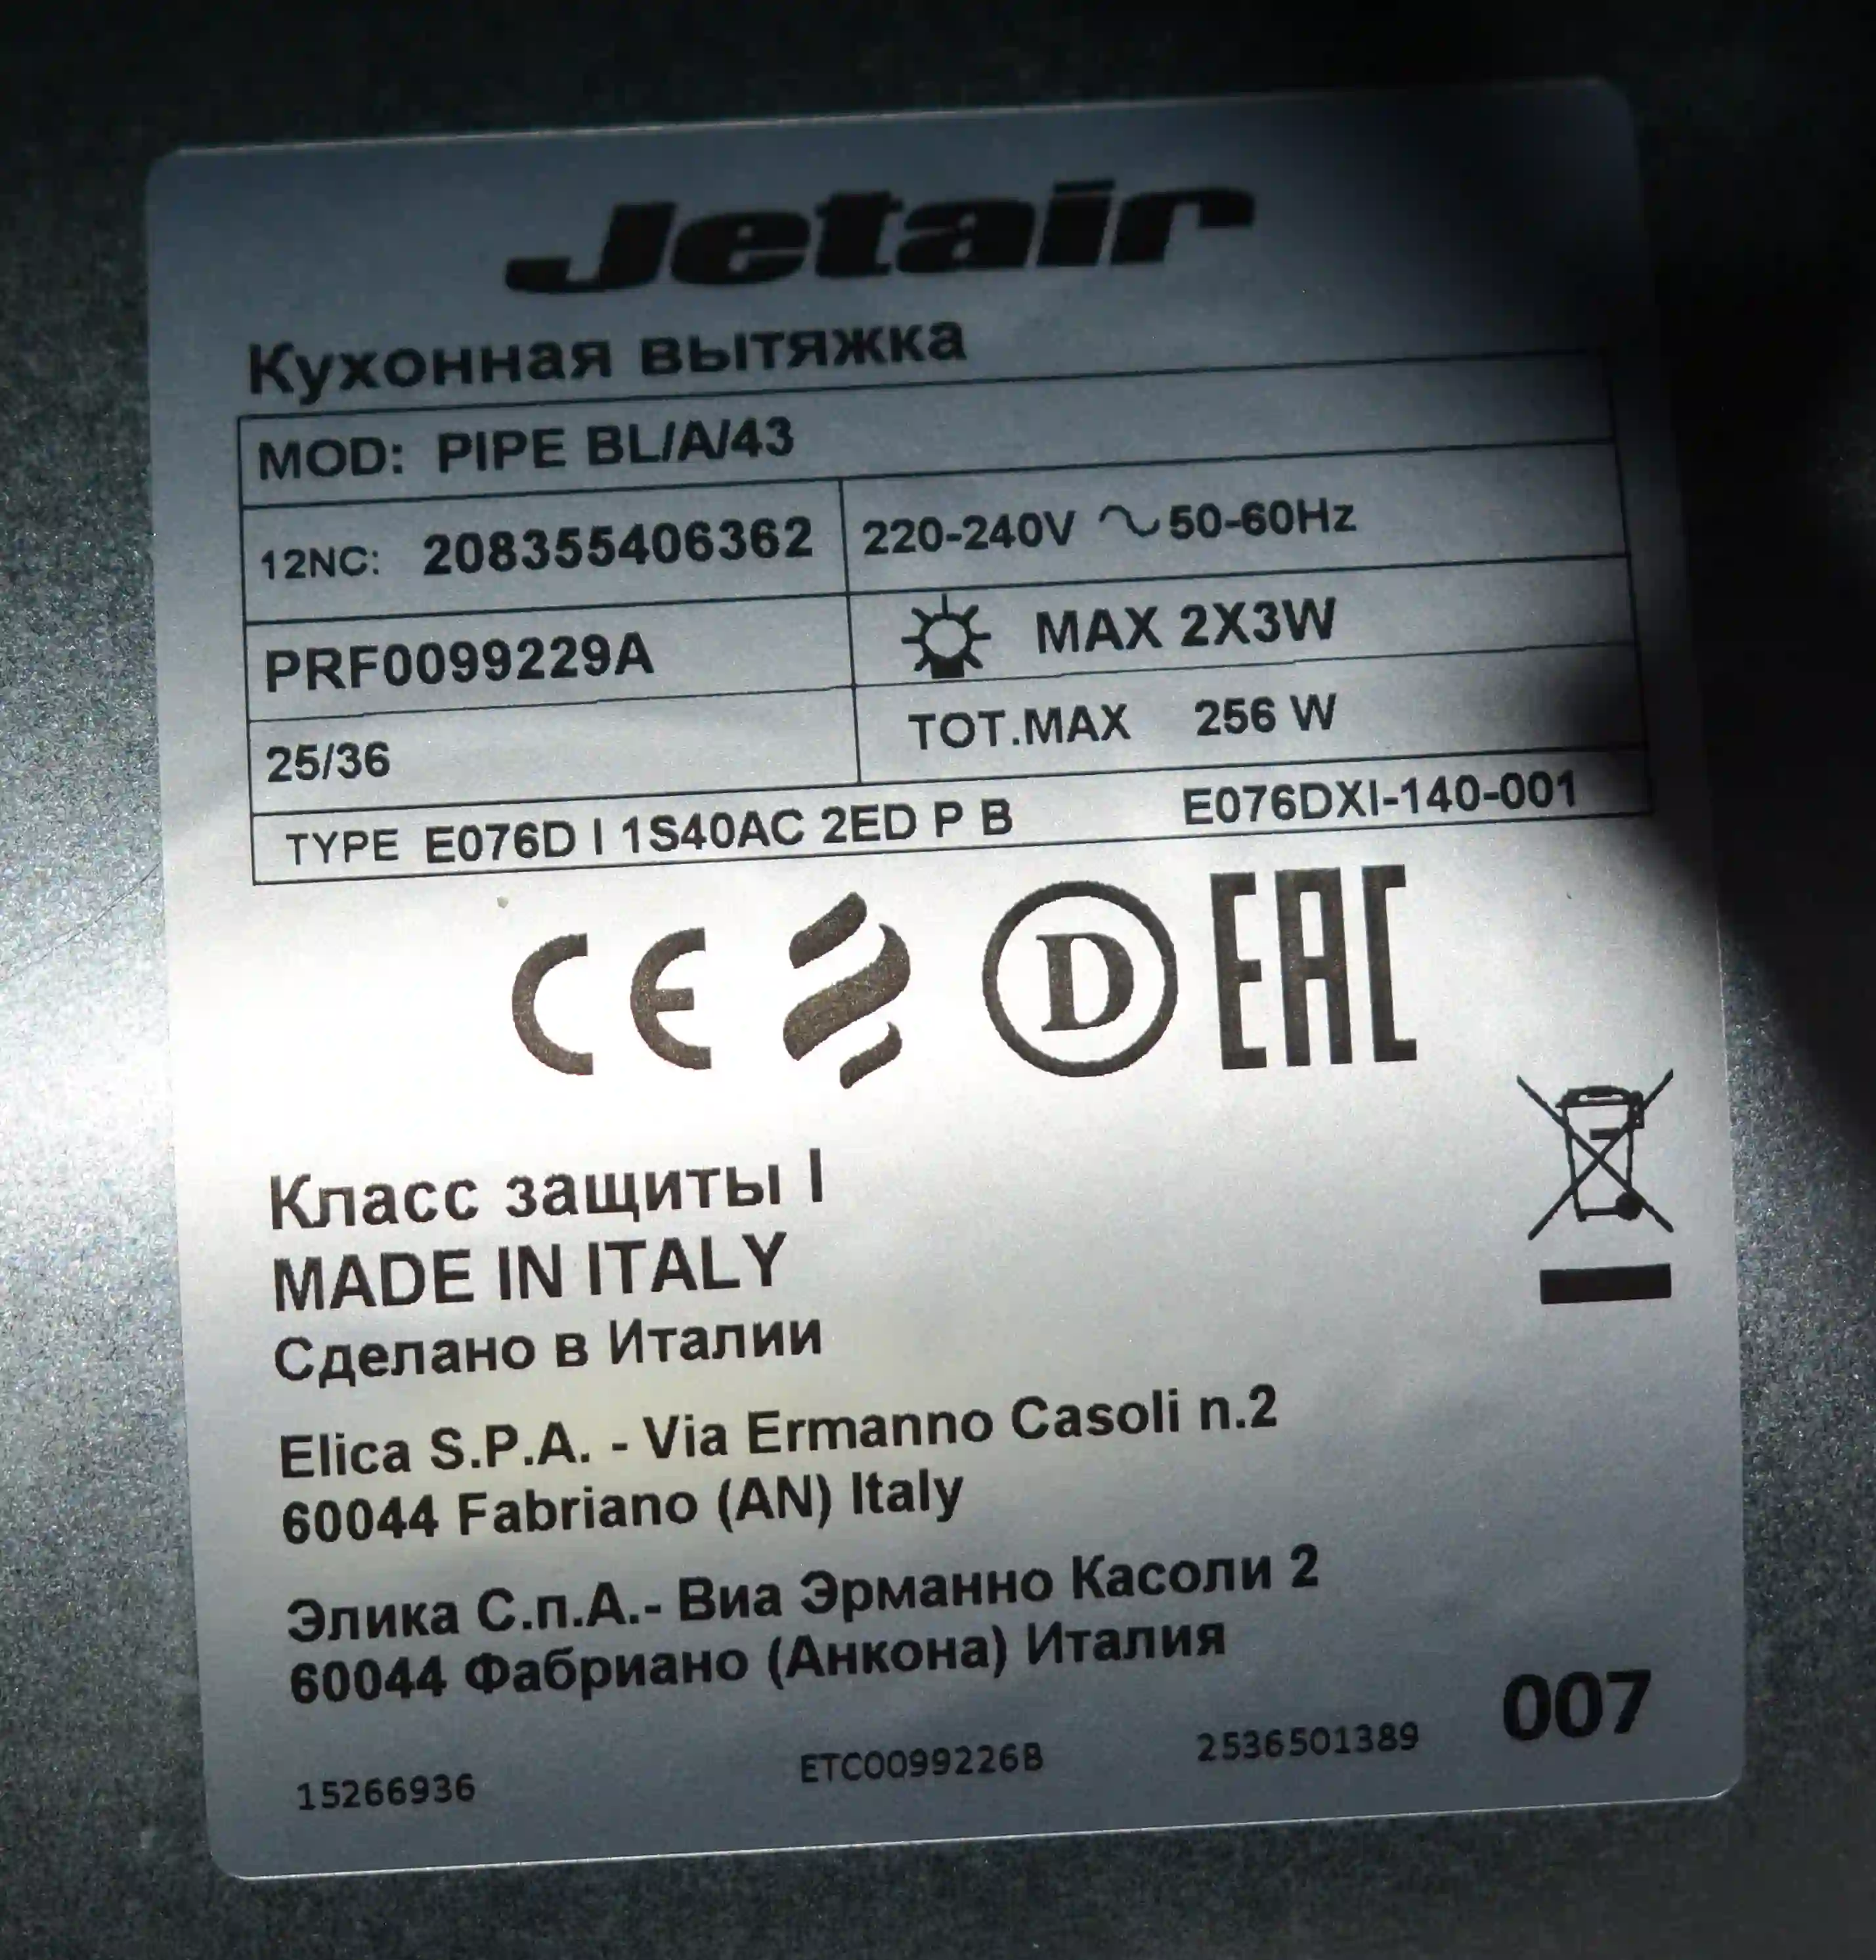 Jetair
Кухонная вытяжка
MOD: PIPE BL/A/43
12NC: 208355406362 220-240V ~ 50-60Hz
PRF0099229A MAX 2X3W
25/36 TOT.MAX 256 W
TYPE E076D I 1S40AC 2ED P B E076DXI-140-001
CE D EAC
Класс защиты I
MADE IN ITALY
Сделано в Италии
Elica S.P.A. - Via Ermanno Casoli n.2
60044 Fabriano (AN) Italy
Элика С.п.А.- Виа Эрманно Касоли 2
60044 Фабриано (Анкона) Италия
007
15266936 ETC0099226B 2536501389